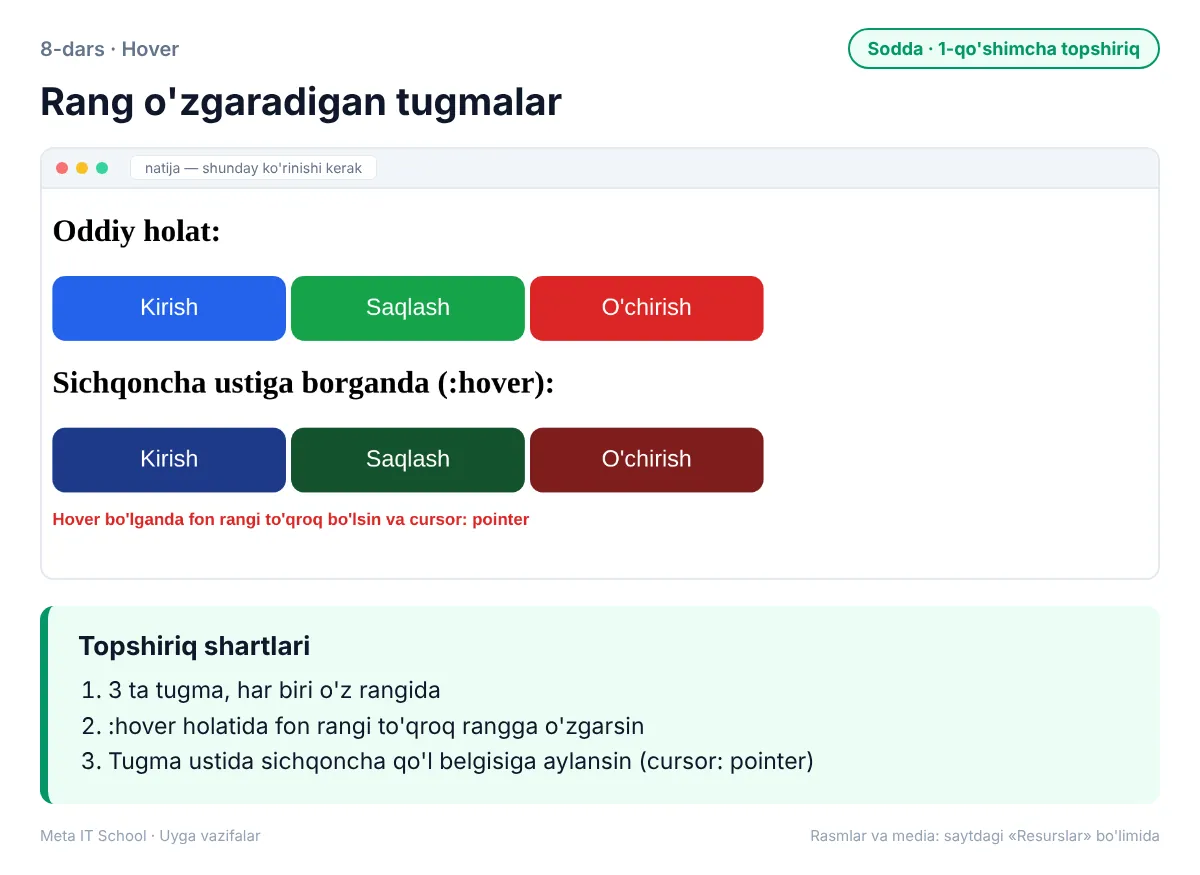 8-dars · Hover
Sodda · 1-qo'shimcha topshiriq
Rang o'zgaradigan tugmalar
natija — shunday ko'rinishi kerak
Oddiy holat:
Kirish Saqlash O'chirish
Sichqoncha ustiga borganda (:hover):
Kirish Saqlash O'chirish
Hover bo'lganda fon rangi to'qroq bo'lsin va cursor: pointer
Topshiriq shartlari
1. 3 ta tugma, har biri o'z rangida
2. :hover holatida fon rangi to'qroq rangga o'zgarsin
3. Tugma ustida sichqoncha qo'l belgisiga aylansin (cursor: pointer)
Meta IT School · Uyga vazifalar
Rasmlar va media: saytdagi «Resurslar» bo'limida